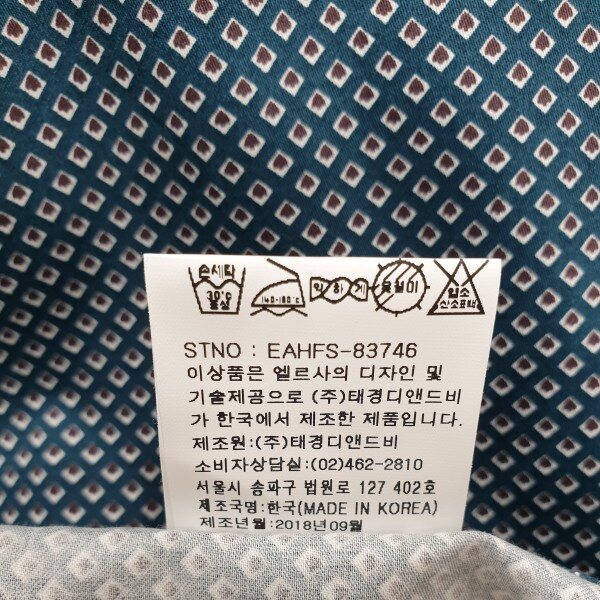 손세탁 30℃ 중성 140-160℃ 약하게 드라이 염소 산소표백
STNO : EAHFS-83746
이상품은 엘르사의 디자인 및
기술제공으로 (주)태경디앤드비
가 한국에서 제조한 제품입니다.
제조원:(주)태경디앤드비
소비자상담실:(02)462-2810
서울시 송파구 법원로 127 402호
제조국명:한국(MADE IN KOREA)
제조년월:2018년09월